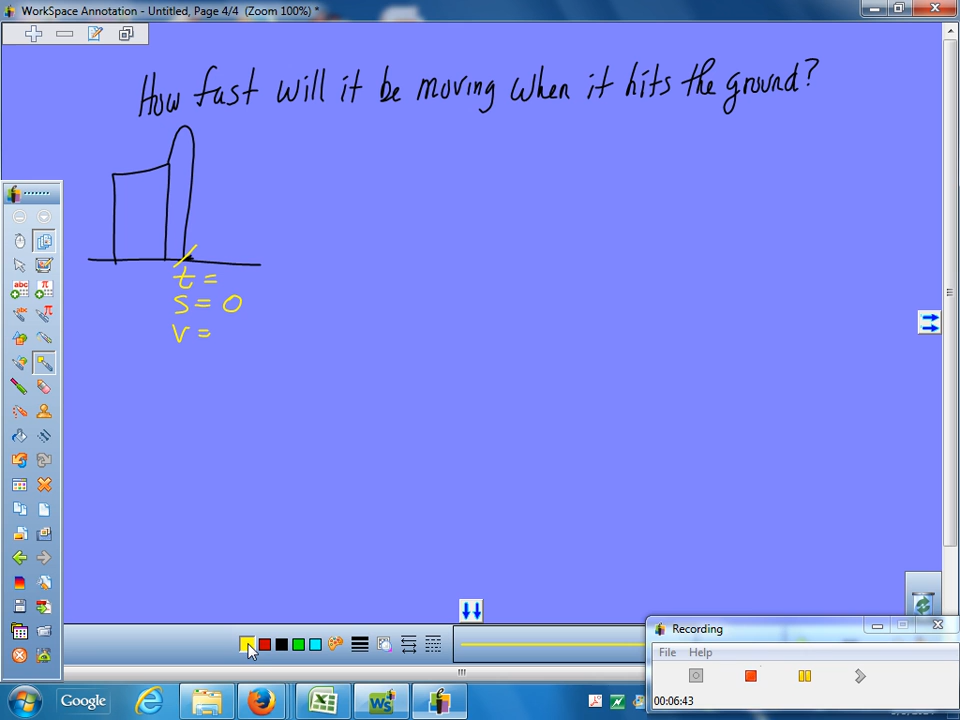 WorkSpace Annotation - Untitled, Page 4/4 (Zoom 100%) *
How fast will it be moving when it hits the ground?
t =
s = 0
v =
Recording
File Help
00:06:43
Google